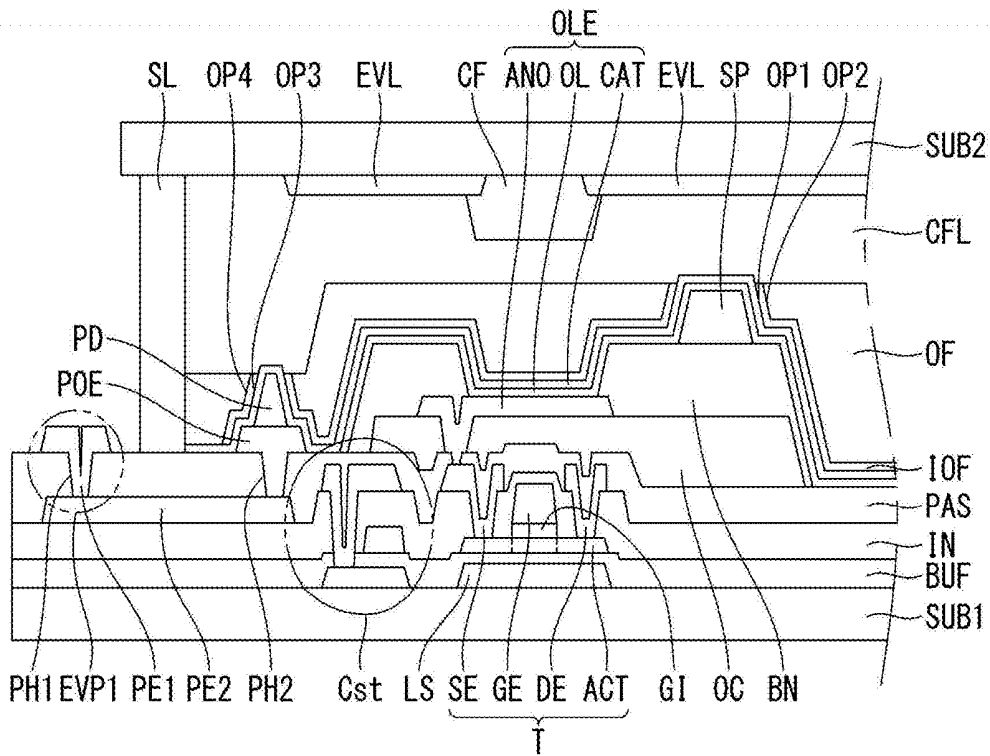 OLE
SL OP4 OP3 EVL CF ANO OL CAT EVL SP OP1 OP2
SUB2
CFL
PD
OF
POE
IOF
PAS
IN
BUF
SUB1
PH1 EVP1 PE1 PE2 PH2 Cst LS SE GE DE ACT GI OC BN
T